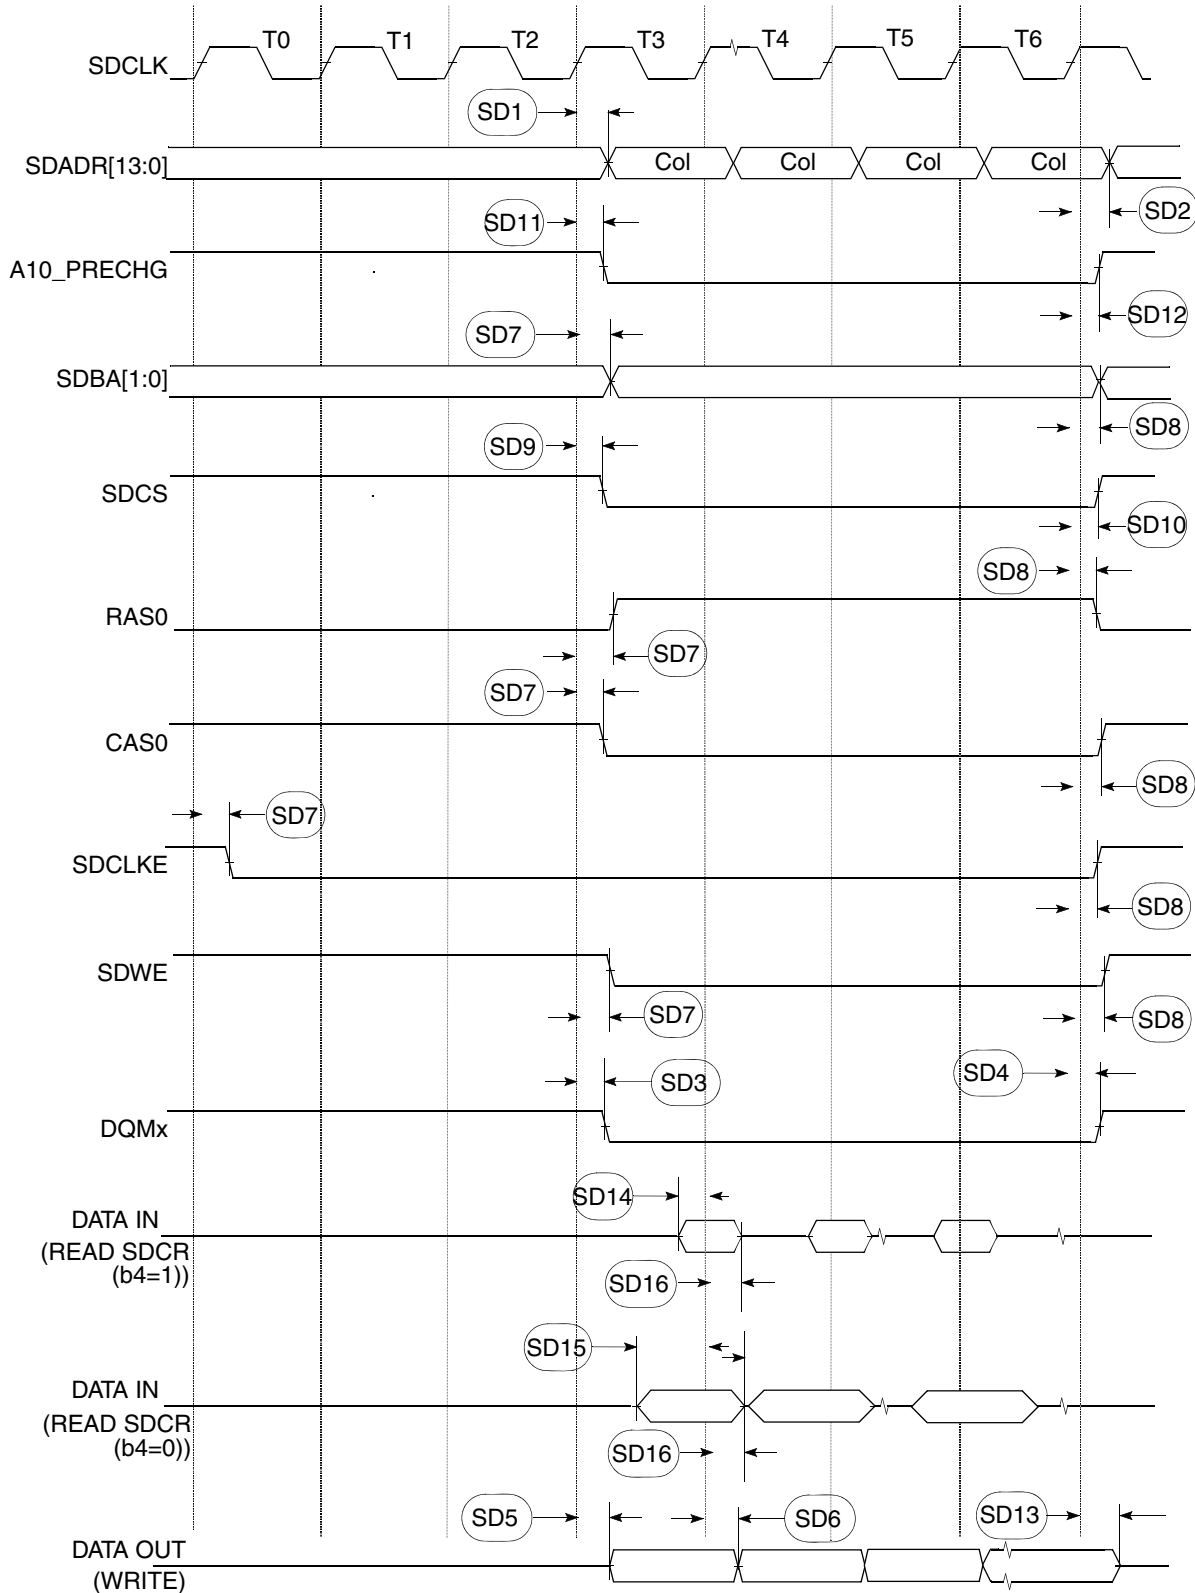 T0 T1 T2 T3 T4 T5 T6
SDCLK
SD1
SDADR[13:0] Col Col Col Col
SD2
SD11
A10_PRECHG
SD12
SD7
SDBA[1:0]
SD8
SD9
SDCS
SD10
SD8
RAS0
SD7
SD7
CAS0
SD8
SD7
SDCLKE
SD8
SDWE
SD7 SD8
SD3 SD4
DQMx
SD14
DATA IN
(READ SDCR
(b4=1))
SD16
SD15
DATA IN
(READ SDCR
(b4=0))
SD16
SD5 SD6 SD13
DATA OUT
(WRITE)